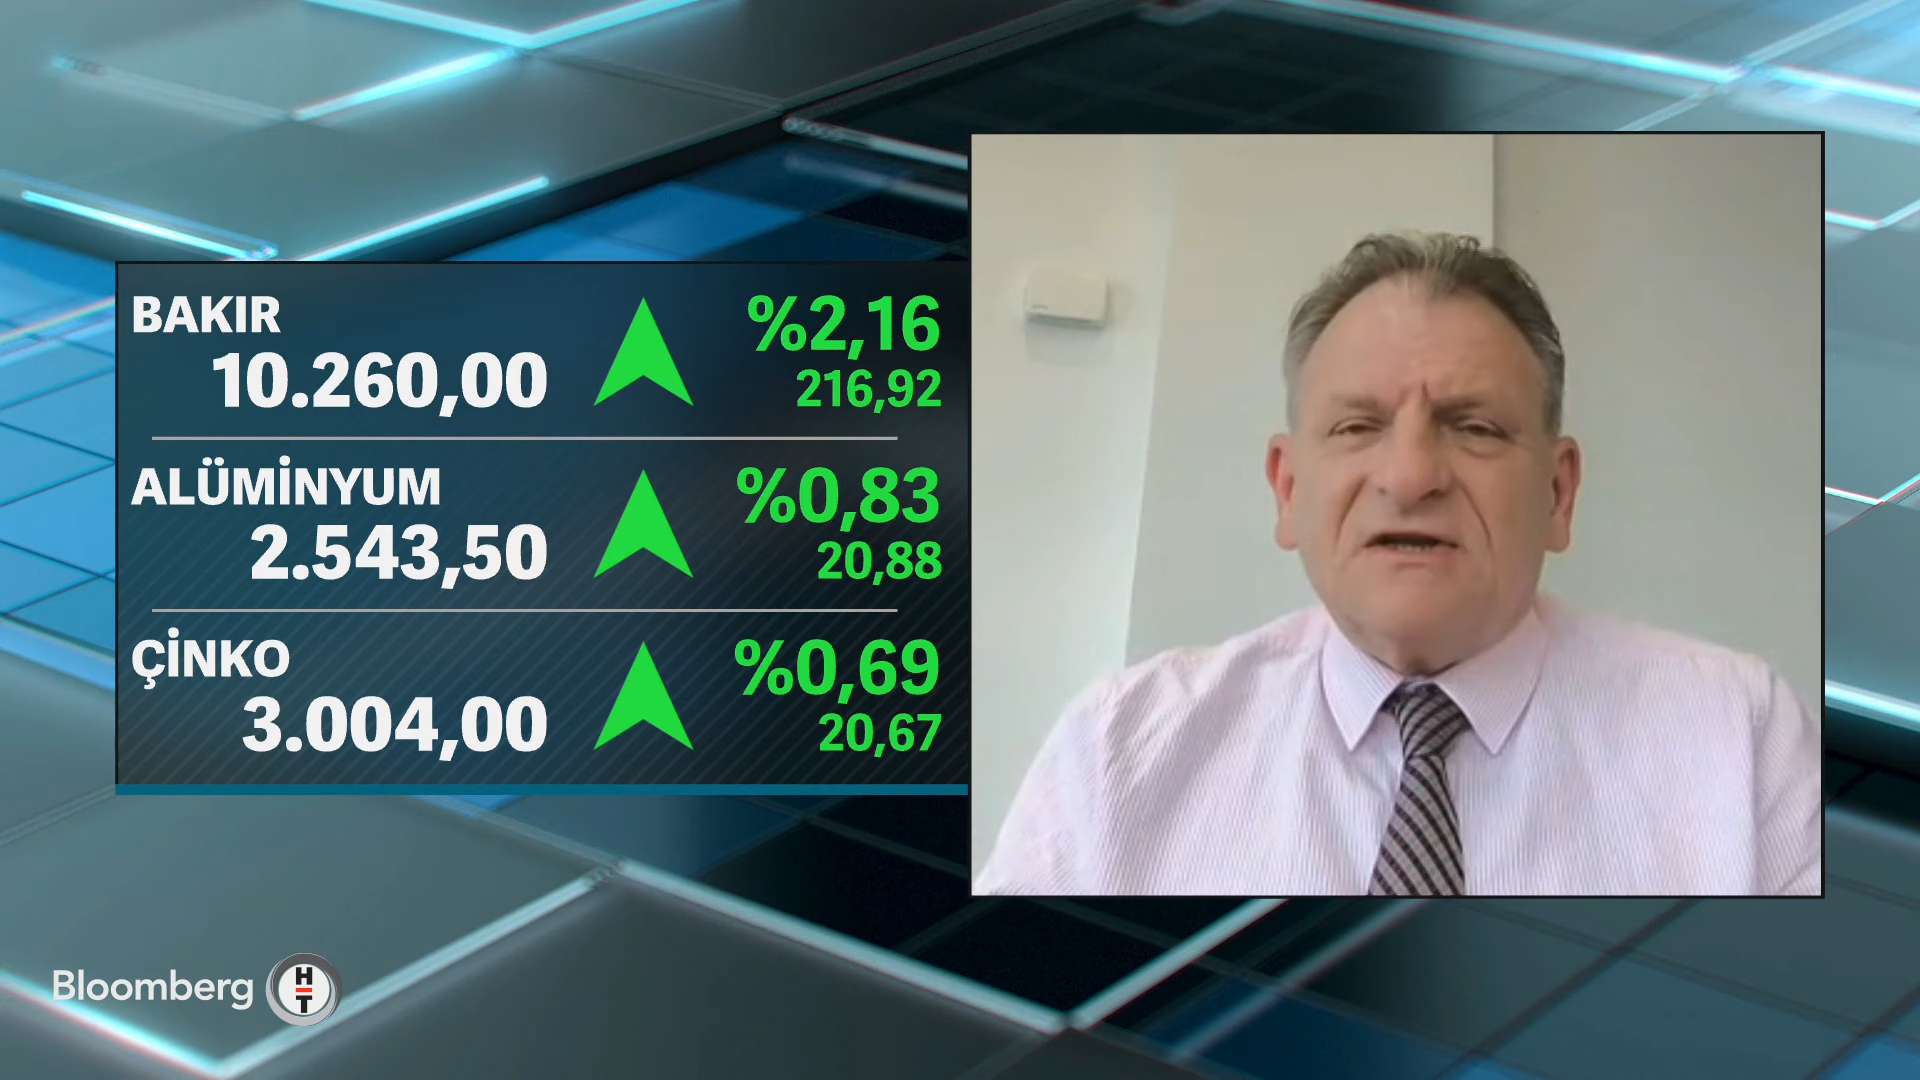 BAKIR
10.260,00
%2,16
216,92
ALÜMİNYUM
2.543,50
%0,83
20,88
ÇİNKO
3.004,00
%0,69
20,67
Bloomberg HT